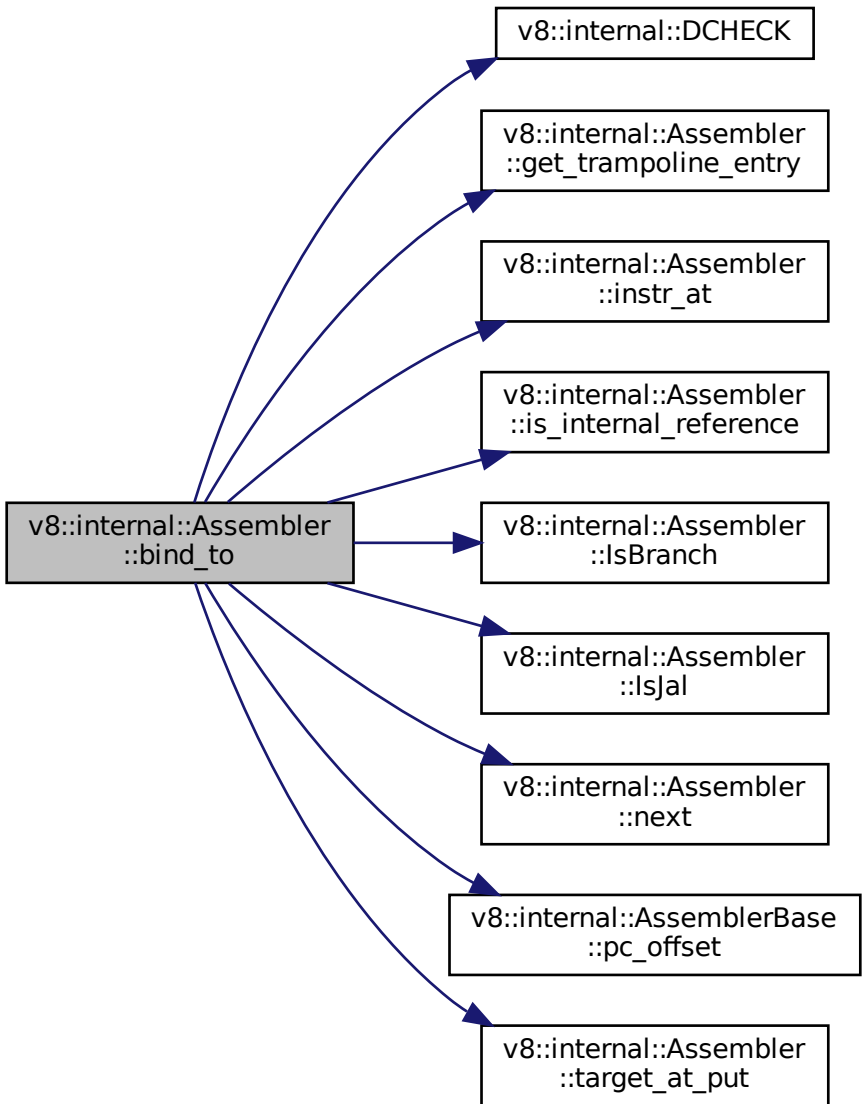 v8::internal::DCHECK
v8::internal::Assembler
::get_trampoline_entry
v8::internal::Assembler
::instr_at
v8::internal::Assembler
::is_internal_reference
v8::internal::Assembler
::bind_to
v8::internal::Assembler
::IsBranch
v8::internal::Assembler
::IsJal
v8::internal::Assembler
::next
v8::internal::AssemblerBase
::pc_offset
v8::internal::Assembler
::target_at_put